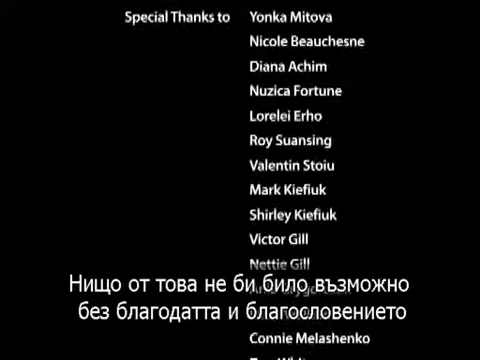 Special Thanks to Yonka Mitova
Nicole Beauchesne
Diana Achim
Nuzica Fortune
Lorelei Erho
Roy Suansing
Valentin Stoiu
Mark Kiefiuk
Shirley Kiefiuk
Victor Gill
Nettie Gill
Нищо от това не би било възможно
без благодатта и благословението
Connie Melashenko